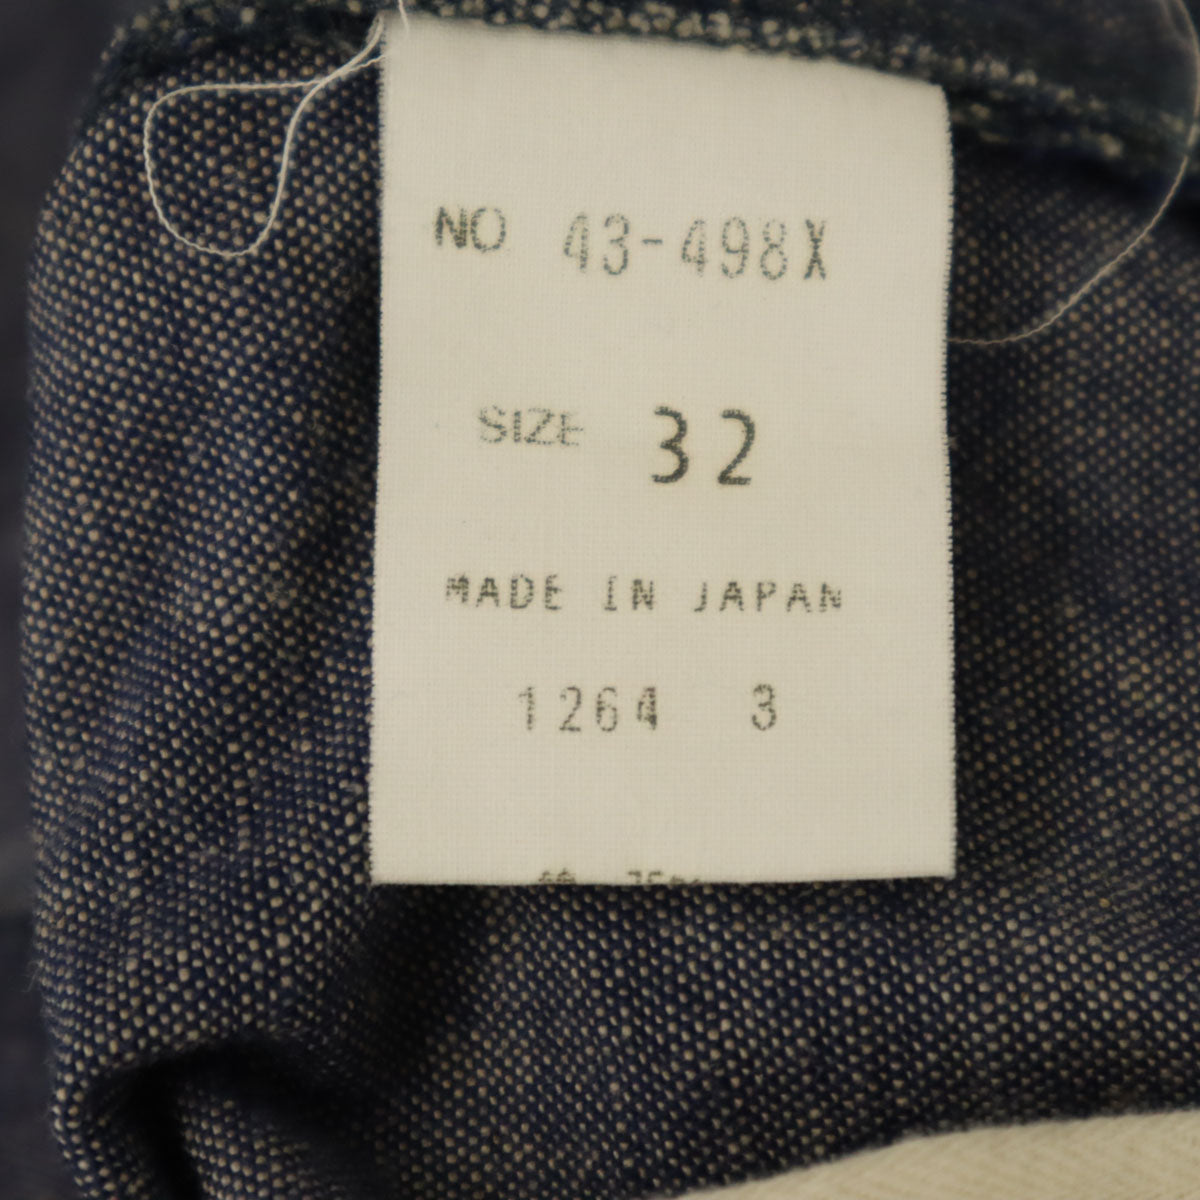 NO 43-498X
SIZE 32
MADE IN JAPAN
1264 3